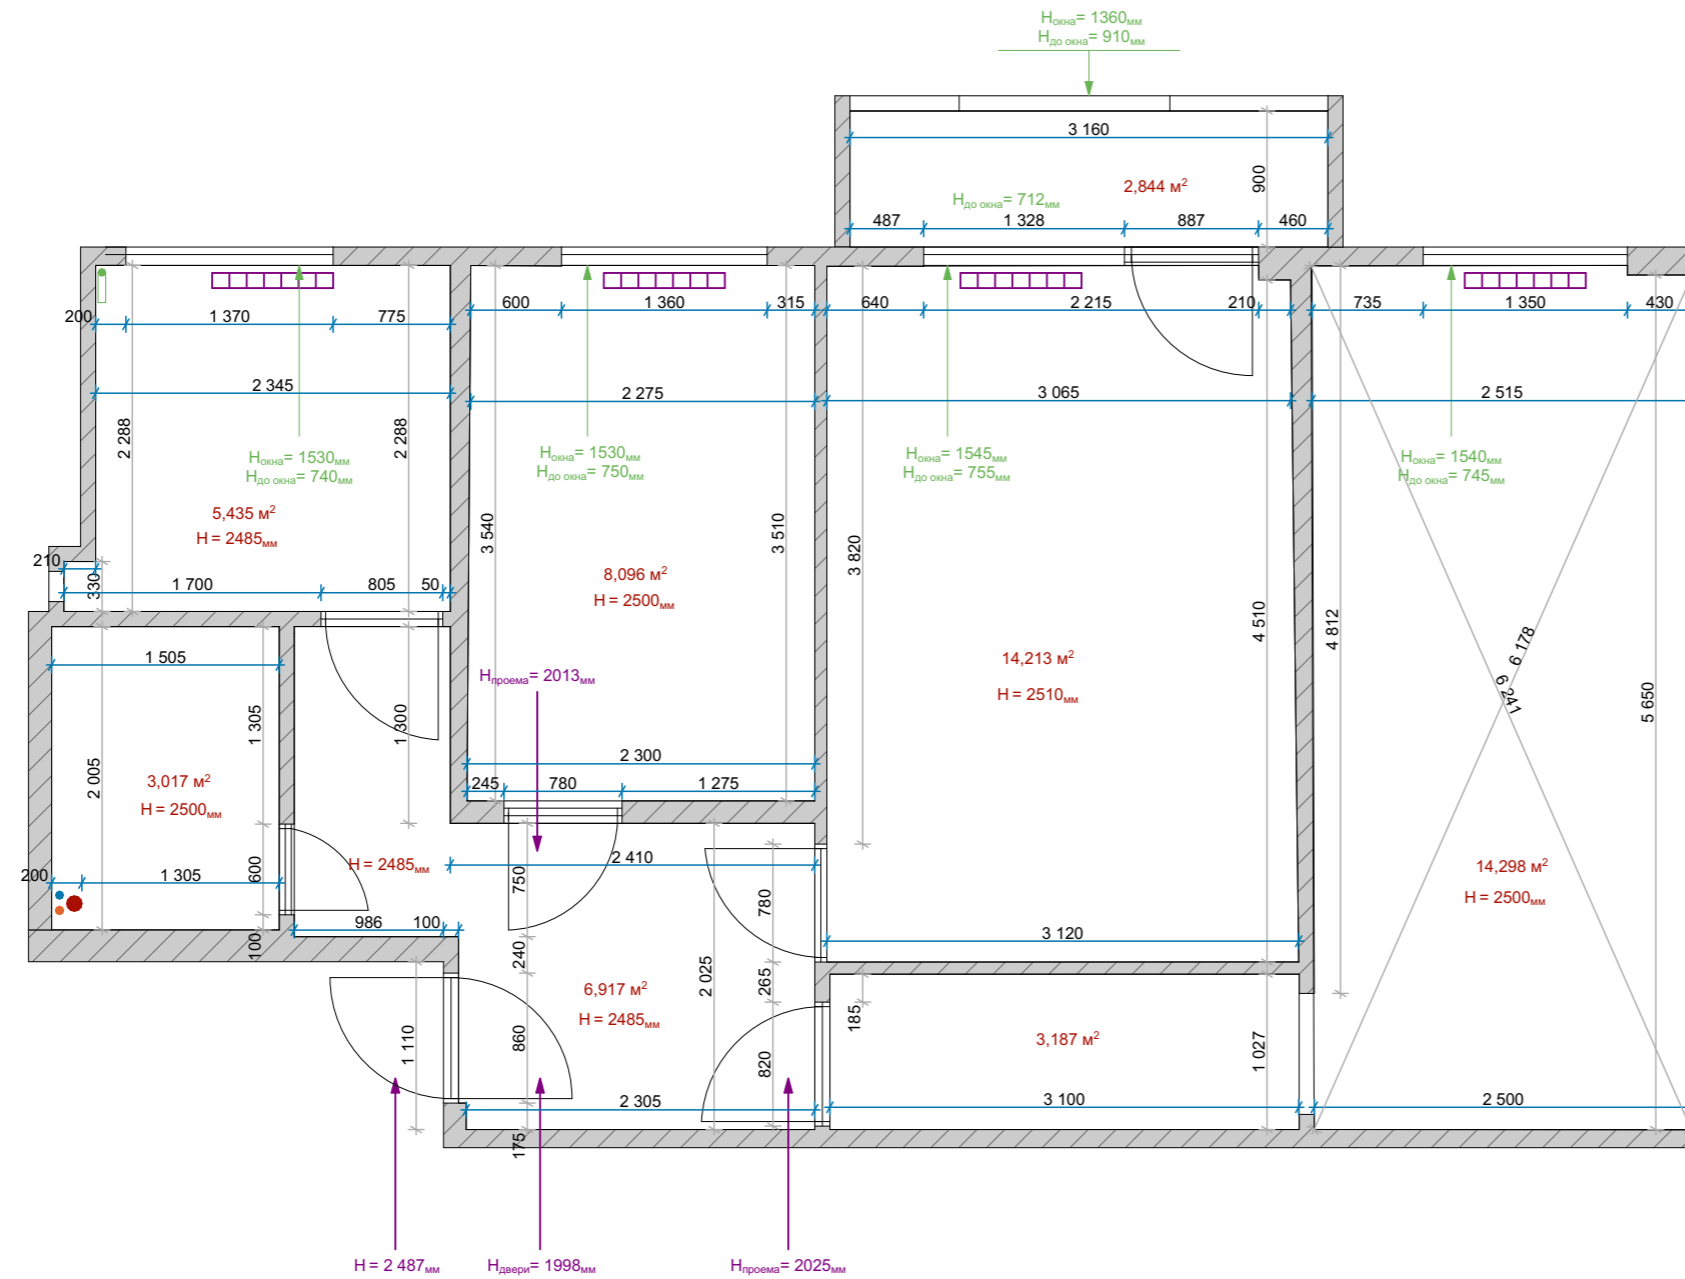 Hокна= 1360мм
Hдо окна= 910мм
3 160
900
2,844 м²
Hдо окна= 712мм
487
1 328
887
460
200
1 370
775
600
1 360
315
640
2 215
210
735
1 350
430
2 345
2 275
3 065
2 515
2 288
2 288
Hокна= 1530мм
Hдо окна= 740мм
Hокна= 1530мм
Hдо окна= 750мм
Hокна= 1545мм
Hдо окна= 755мм
Hокна= 1540мм
Hдо окна= 745мм
5,435 м²
H = 2485мм
3 540
3 510
3 820
210
330
1 700
805
50
8,096 м²
H = 2500мм
4 510
4 812
6 178
6 241
5 650
1 505
14,213 м²
H = 2510мм
Hпроема= 2013мм
1 305
1 300
2 005
3,017 м²
H = 2500мм
2 300
245
780
1 275
200
1 305
600
H = 2485мм
2 410
750
780
14,298 м²
H = 2500мм
986
100
100
240
2 025
265
3 120
6,917 м²
H = 2485мм
185
1 110
860
820
3,187 м²
1 027
2 305
3 100
2 500
175
H = 2 487мм
Hдвери= 1998мм
Hпроема= 2025мм